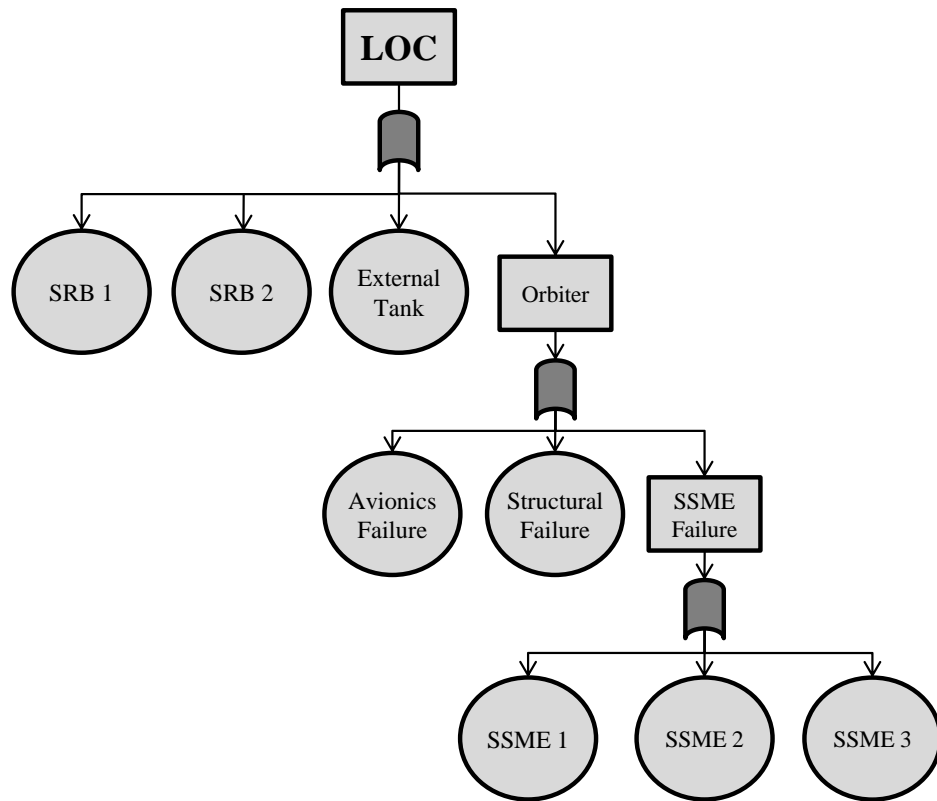 LOC
SRB 1
SRB 2
External
Tank
Orbiter
Avionics
Failure
Structural
Failure
SSME
Failure
SSME 1
SSME 2
SSME 3